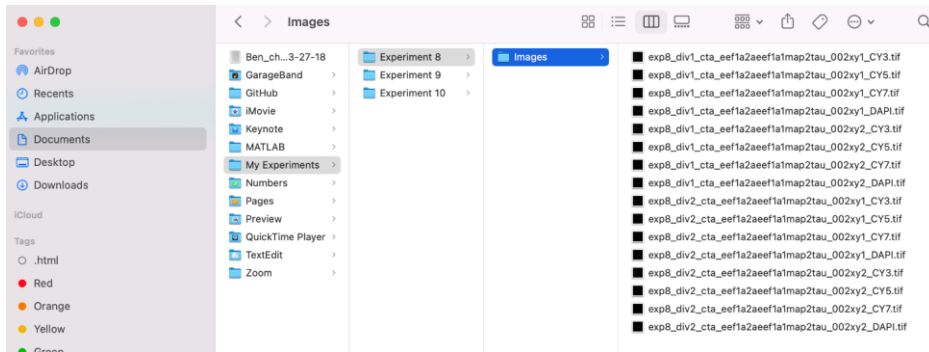 Images
Favorites
AirDrop
Recents
Applications
Documents
Desktop
Downloads
iCloud
Tags
.html
Red
Orange
Yellow
Green
Ben_ch...3-27-18
GarageBand
GitHub
iMovie
Keynote
MATLAB
My Experiments
Numbers
Pages
Preview
QuickTime Player
TextEdit
Zoom
Experiment 8
Experiment 9
Experiment 10
Images
exp8_div1_cta_eef1a2aeef1a1map2tau_002xy1_CY3.tif
exp8_div1_cta_eef1a2aeef1a1map2tau_002xy1_CY5.tif
exp8_div1_cta_eef1a2aeef1a1map2tau_002xy1_CY7.tif
exp8_div1_cta_eef1a2aeef1a1map2tau_002xy1_DAPI.tif
exp8_div1_cta_eef1a2aeef1a1map2tau_002xy2_CY3.tif
exp8_div1_cta_eef1a2aeef1a1map2tau_002xy2_CY5.tif
exp8_div1_cta_eef1a2aeef1a1map2tau_002xy2_CY7.tif
exp8_div1_cta_eef1a2aeef1a1map2tau_002xy2_DAPI.tif
exp8_div2_cta_eef1a2aeef1a1map2tau_002xy1_CY3.tif
exp8_div2_cta_eef1a2aeef1a1map2tau_002xy1_CY5.tif
exp8_div2_cta_eef1a2aeef1a1map2tau_002xy1_CY7.tif
exp8_div2_cta_eef1a2aeef1a1map2tau_002xy1_DAPI.tif
exp8_div2_cta_eef1a2aeef1a1map2tau_002xy2_CY3.tif
exp8_div2_cta_eef1a2aeef1a1map2tau_002xy2_CY5.tif
exp8_div2_cta_eef1a2aeef1a1map2tau_002xy2_CY7.tif
exp8_div2_cta_eef1a2aeef1a1map2tau_002xy2_DAPI.tif